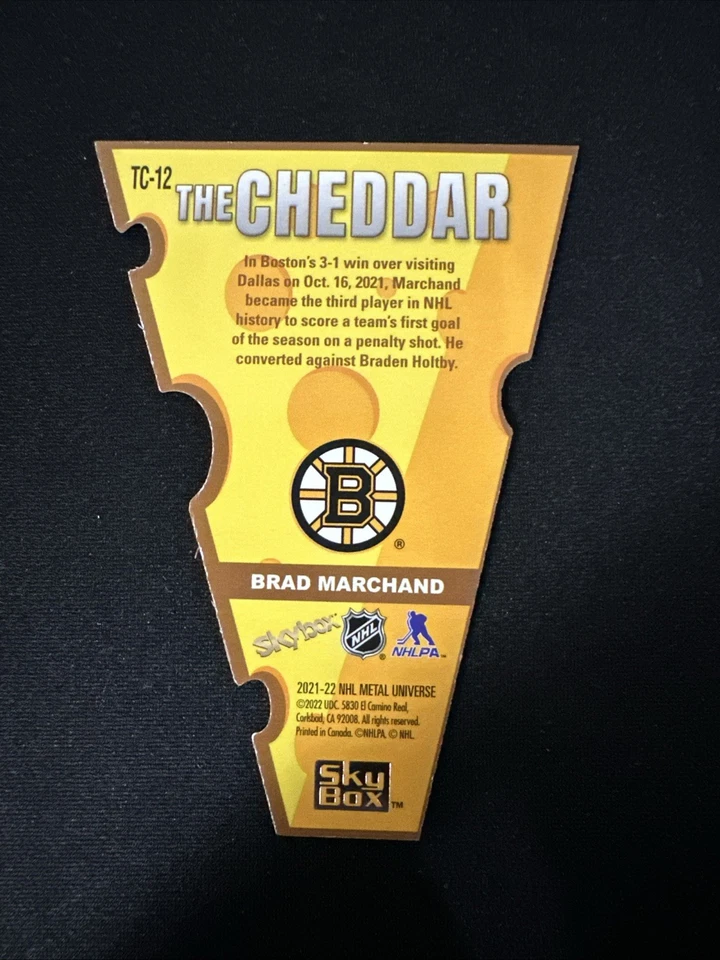 TC-12
THE CHEDDAR
In Boston's 3-1 win over visiting
Dallas on Oct. 16, 2021, Marchand
became the third player in NHL
history to score a team's first goal
of the season on a penalty shot. He
converted against Braden Holtby.
B
®
BRAD MARCHAND
Skybox™ NHL ® NHLPA™
2021-22 NHL METAL UNIVERSE
©2022 UDC. 5830 El Camino Real,
Carlsbad, CA 92008. All rights reserved.
Printed in Canada. ©NHLPA. © NHL.
Sky
Box ™